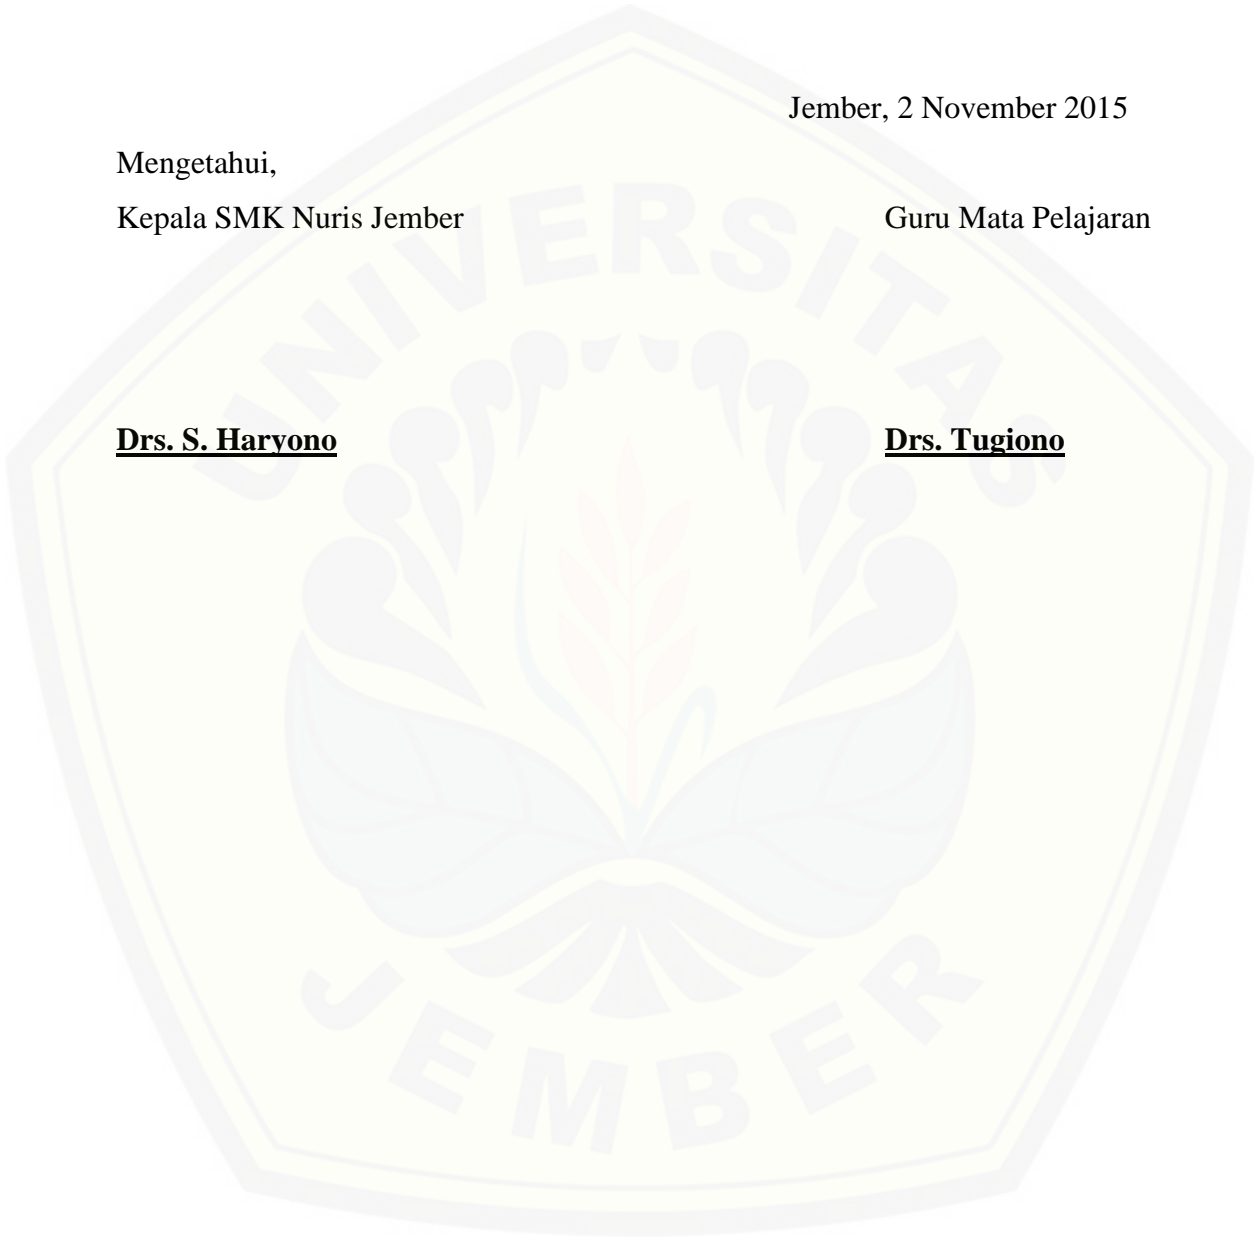 Jember, 2 November 2015
Mengetahui,
Kepala SMK Nuris Jember Guru Mata Pelajaran
Drs. S. Haryono Drs. Tugiono
UNIVERSITAS
JEMBER